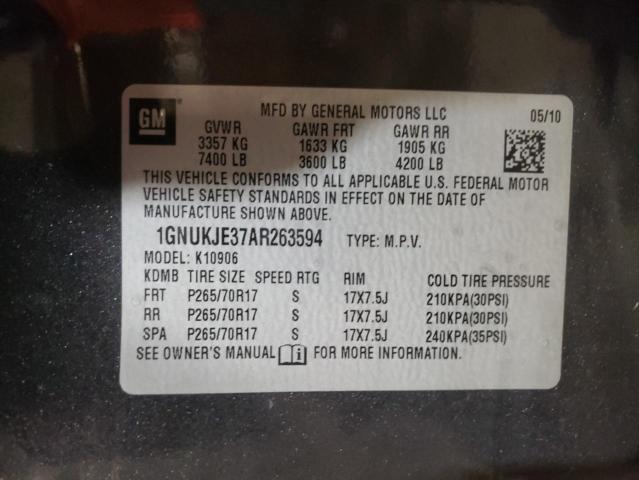 GM
MFD BY GENERAL MOTORS LLC 05/10
GVWR GAWR FRT GAWR RR
3357 KG 1633 KG 1905 KG
7400 LB 3600 LB 4200 LB
THIS VEHICLE CONFORMS TO ALL APPLICABLE U.S. FEDERAL MOTOR
VEHICLE SAFETY STANDARDS IN EFFECT ON THE DATE OF
MANUFACTURE SHOWN ABOVE.
1GNUKJE37AR263594 TYPE: M.P.V.
MODEL: K10906
KDMB TIRE SIZE SPEED RTG RIM COLD TIRE PRESSURE
FRT P265/70R17 S 17X7.5J 210KPA(30PSI)
RR P265/70R17 S 17X7.5J 210KPA(30PSI)
SPA P265/70R17 S 17X7.5J 240KPA(35PSI)
SEE OWNER'S MANUAL i FOR MORE INFORMATION.